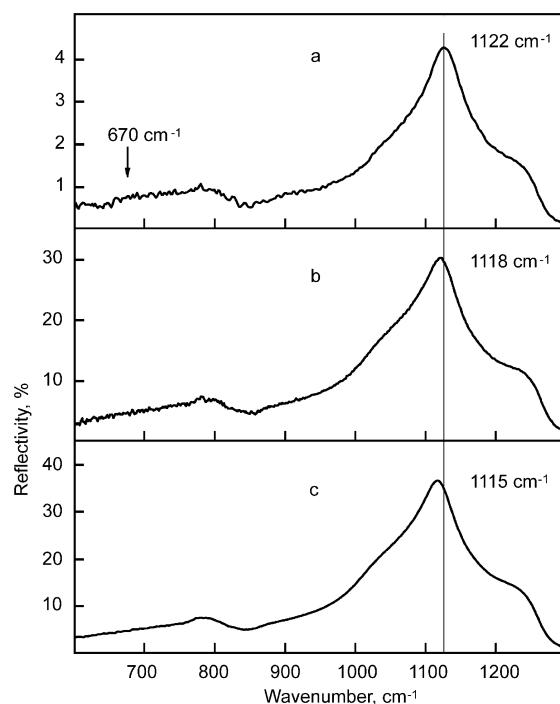 a
1122 cm-1
670 cm-1
4
3
2
1
b
1118 cm-1
30
20
10
c
1115 cm-1
40
30
20
10
Reflectivity, %
700 800 900 1000 1100 1200
Wavenumber, cm-1